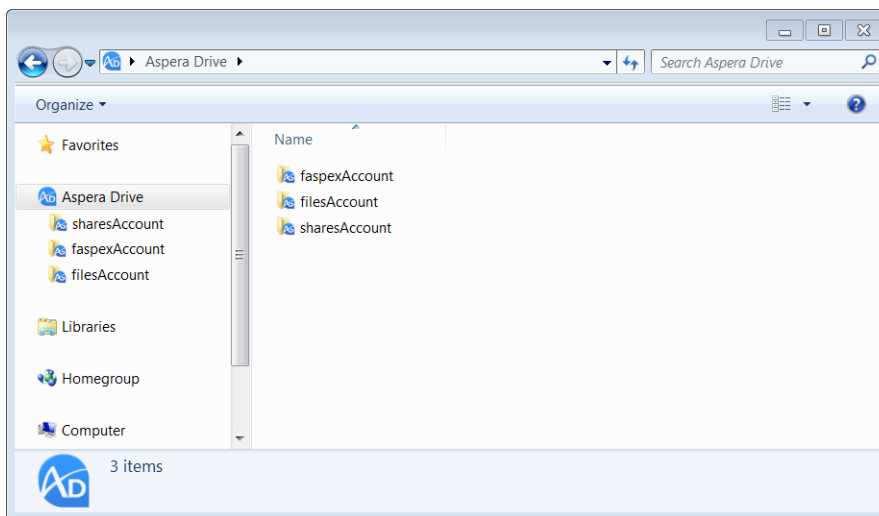 Aspera Drive
Search Aspera Drive
Organize
Favorites
Aspera Drive
sharesAccount
faspexAccount
filesAccount
Libraries
Homegroup
Computer
Name
faspexAccount
filesAccount
sharesAccount
3 items